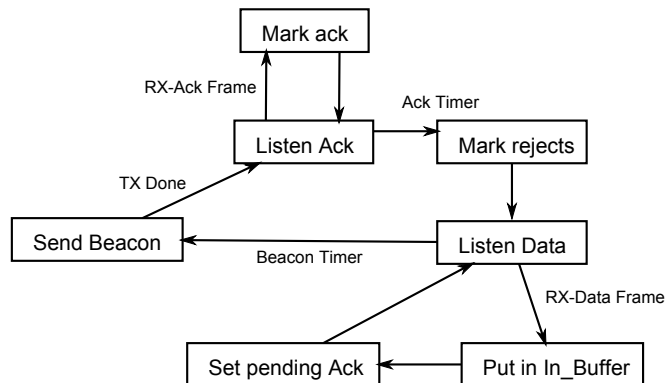 Mark ack
RX-Ack Frame
Ack Timer
Listen Ack
Mark rejects
TX Done
Send Beacon
Beacon Timer
Listen Data
RX-Data Frame
Set pending Ack
Put in In_Buffer